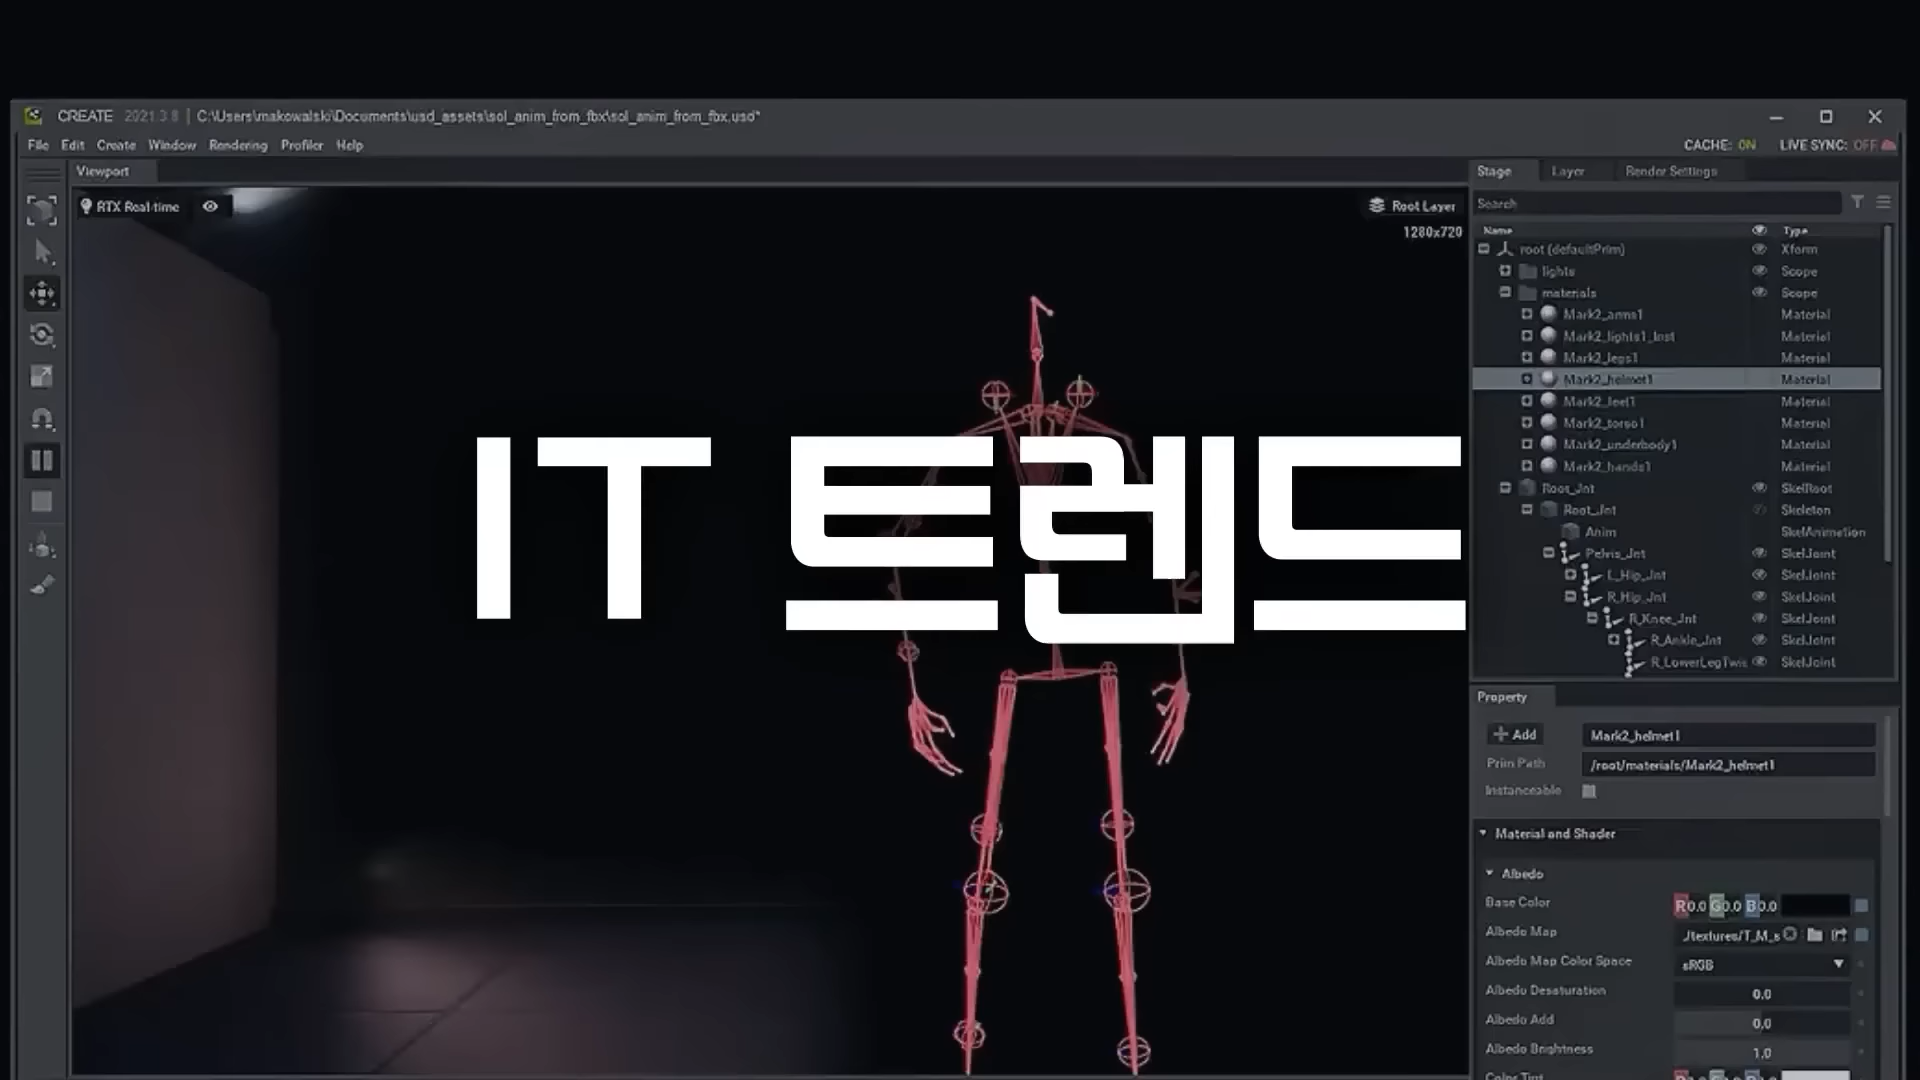 CREATE 2021.3.8 | C:\Users\makowalski\Documents\usd_assets\sol_anim_from_fbx\sol_anim_from_fbx.usd*
File Edit Create Window Rendering Profiler Help
CACHE: ON LIVE SYNC: OFF
Viewport
RTX Real-time
Root Layer
1280x720
IT 트렌드
Stage Layer Render Settings
Search
Name Type
root (defaultPrim) Xform
lights Scope
materials Scope
Mark2_arms1 Material
Mark2_lights1_Inst Material
Mark2_legs1 Material
Mark2_helmet1 Material
Mark2_feet1 Material
Mark2_torso1 Material
Mark2_underbody1 Material
Mark2_hands1 Material
Root_Jnt SkelRoot
Root_Jnt Skeleton
Anim SkelAnimation
Pelvis_Jnt SkelJoint
L_Hip_Jnt SkelJoint
R_Hip_Jnt SkelJoint
R_Knee_Jnt SkelJoint
R_Ankle_Jnt SkelJoint
R_LowerLegTwis SkelJoint
Property
Add Mark2_helmet1
Prim Path /root/materials/Mark2_helmet1
Instanceable
Material and Shader
Albedo
Base Color R0.0 G0.0 B0.0
Albedo Map ./textures/T_M_s
Albedo Map Color Space sRGB
Albedo Desaturation 0.0
Albedo Add 0.0
Albedo Brightness 1.0
Color Tint